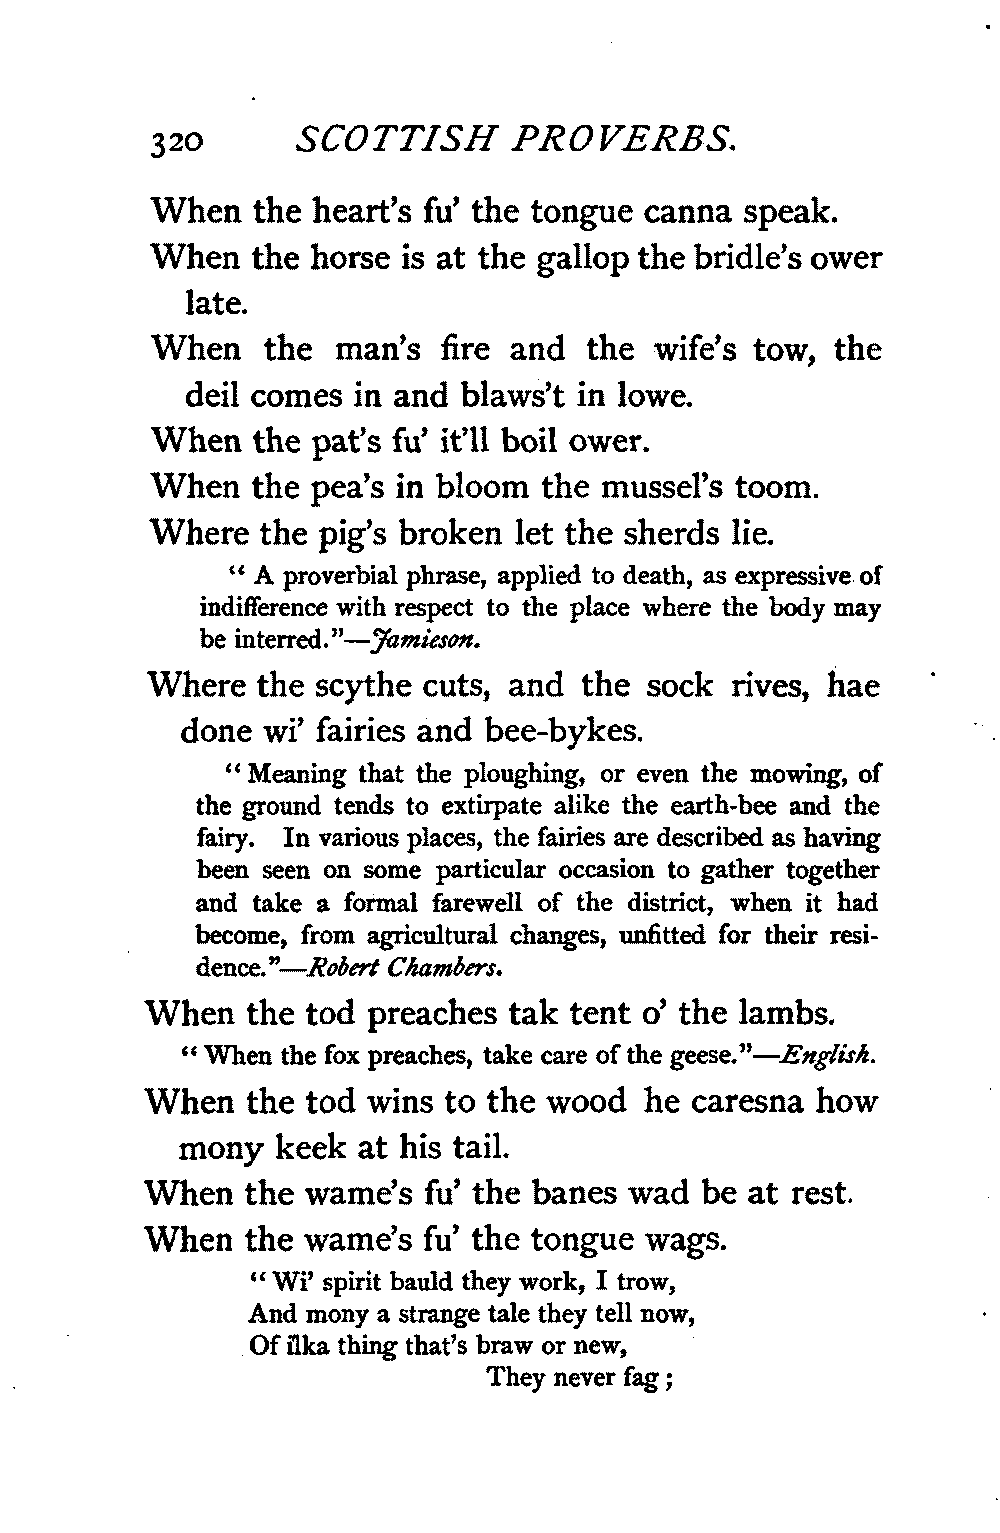 320 SCOTTISH PROVERBS.
When the heart's fu' the tongue canna speak.
When the horse is at the gallop the bridle's ower
late.
When the man's fire and the wife's tow, the
deil comes in and blaws't in lowe.
When the pat's fu' it'll boil ower.
When the pea's in bloom the mussel's toom.
Where the pig's broken let the sherds lie.
"A proverbial phrase, applied to death, as expressive of
indifference with respect to the place where the body may
be interred."—Jamieson.
Where the scythe cuts, and the sock rives, hae
done wi' fairies and bee-bykes.
"Meaning that the ploughing, or even the mowing, of
the ground tends to extirpate alike the earth-bee and the
fairy. In various places, the fairies are described as having
been seen on some particular occasion to gather together
and take a formal farewell of the district, when it had
become, from agricultural changes, unfitted for their resi-
dence."—Robert Chambers.
When the tod preaches tak tent o' the lambs.
"When the fox preaches, take care of the geese."—English.
When the tod wins to the wood he caresna how
mony keek at his tail.
When the wame's fu' the banes wad be at rest.
When the wame's fu' the tongue wags.
"Wi' spirit bauld they work, I trow,
And mony a strange tale they tell now,
Of ilka thing that's braw or new,
They never fag;